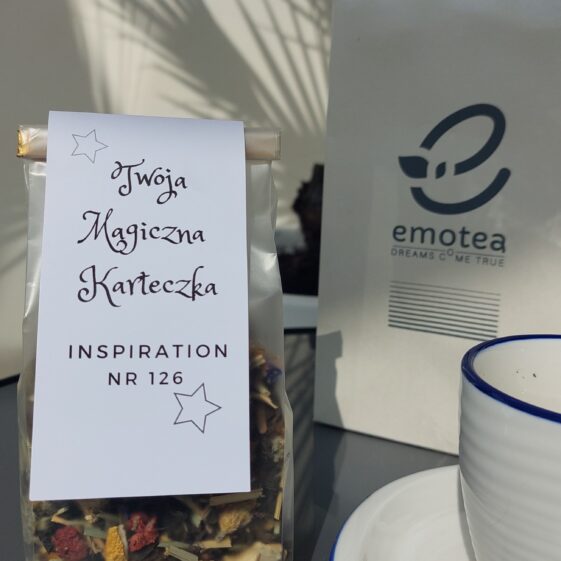 Twoja
Magiczna
Karteczka
INSPIRATION
NR 126
emotea
DREAMS COME TRUE